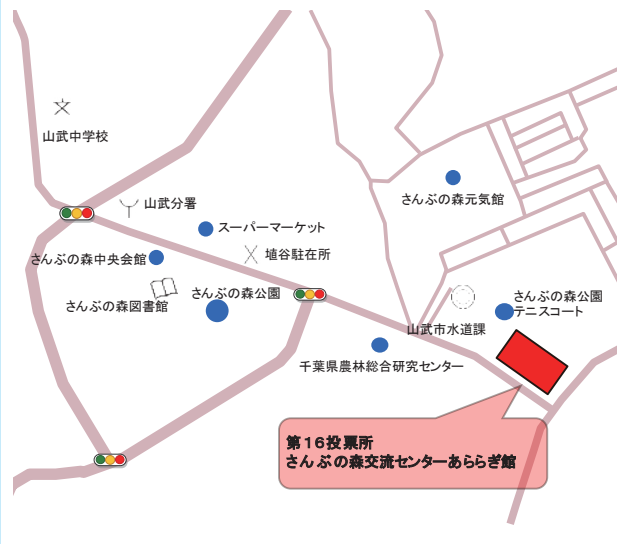 山武中学校
山武分署
さんぶの森元気館
スーパーマーケット
埴谷駐在所
さんぶの森中央会館
さんぶの森図書館
さんぶの森公園
さんぶの森公園
テニスコート
山武市水道課
千葉県農林総合研究センター
第16投票所
さんぶの森交流センターあららぎ館